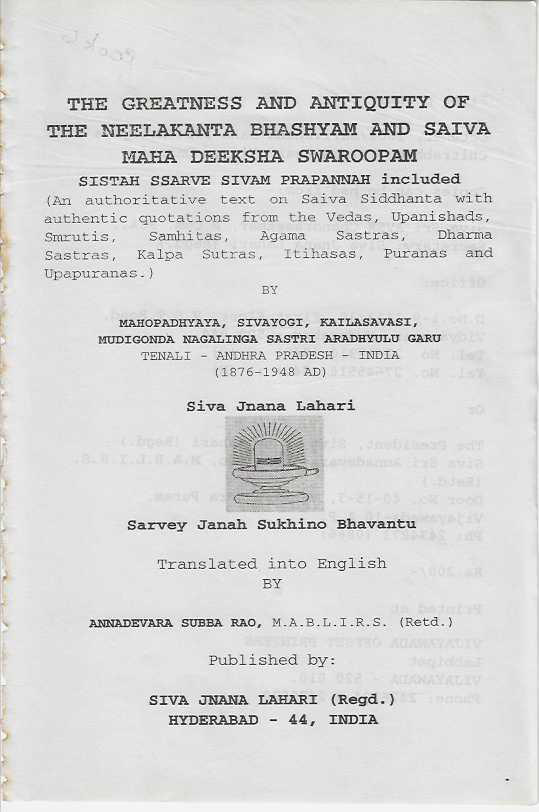 THE GREATNESS AND ANTIQUITY OF
THE NEELAKANTA BHASHYAM AND SAIVA
MAHA DEEKSHA SWAROOPAM
SISTAH SSARVE SIVAM PRAPANNAH included
(An authoritative text on Saiva Siddhanta with
authentic quotations from the Vedas, Upanishads,
Smrutis, Samhitas, Agama Sastras, Dharma
Sastras, Kalpa Sutras, Itihasas, Puranas and
Upapuranas.)
BY
MAHOPADHYAYA, SIVAYOGI, KAILASAVASI,
MUDIGONDA NAGALINGA SASTRI ARADHYULU GARU
TENALI - ANDHRA PRADESH - INDIA
(1876-1948 AD)
Siva Jnana Lahari
Sarvey Janah Sukhino Bhavantu
Translated into English
BY
ANNADEVARA SUBBA RAO, M.A.B.L.I.R.S. (Retd.)
Published by:
SIVA JNANA LAHARI (Regd.)
HYDERABAD - 44, INDIA